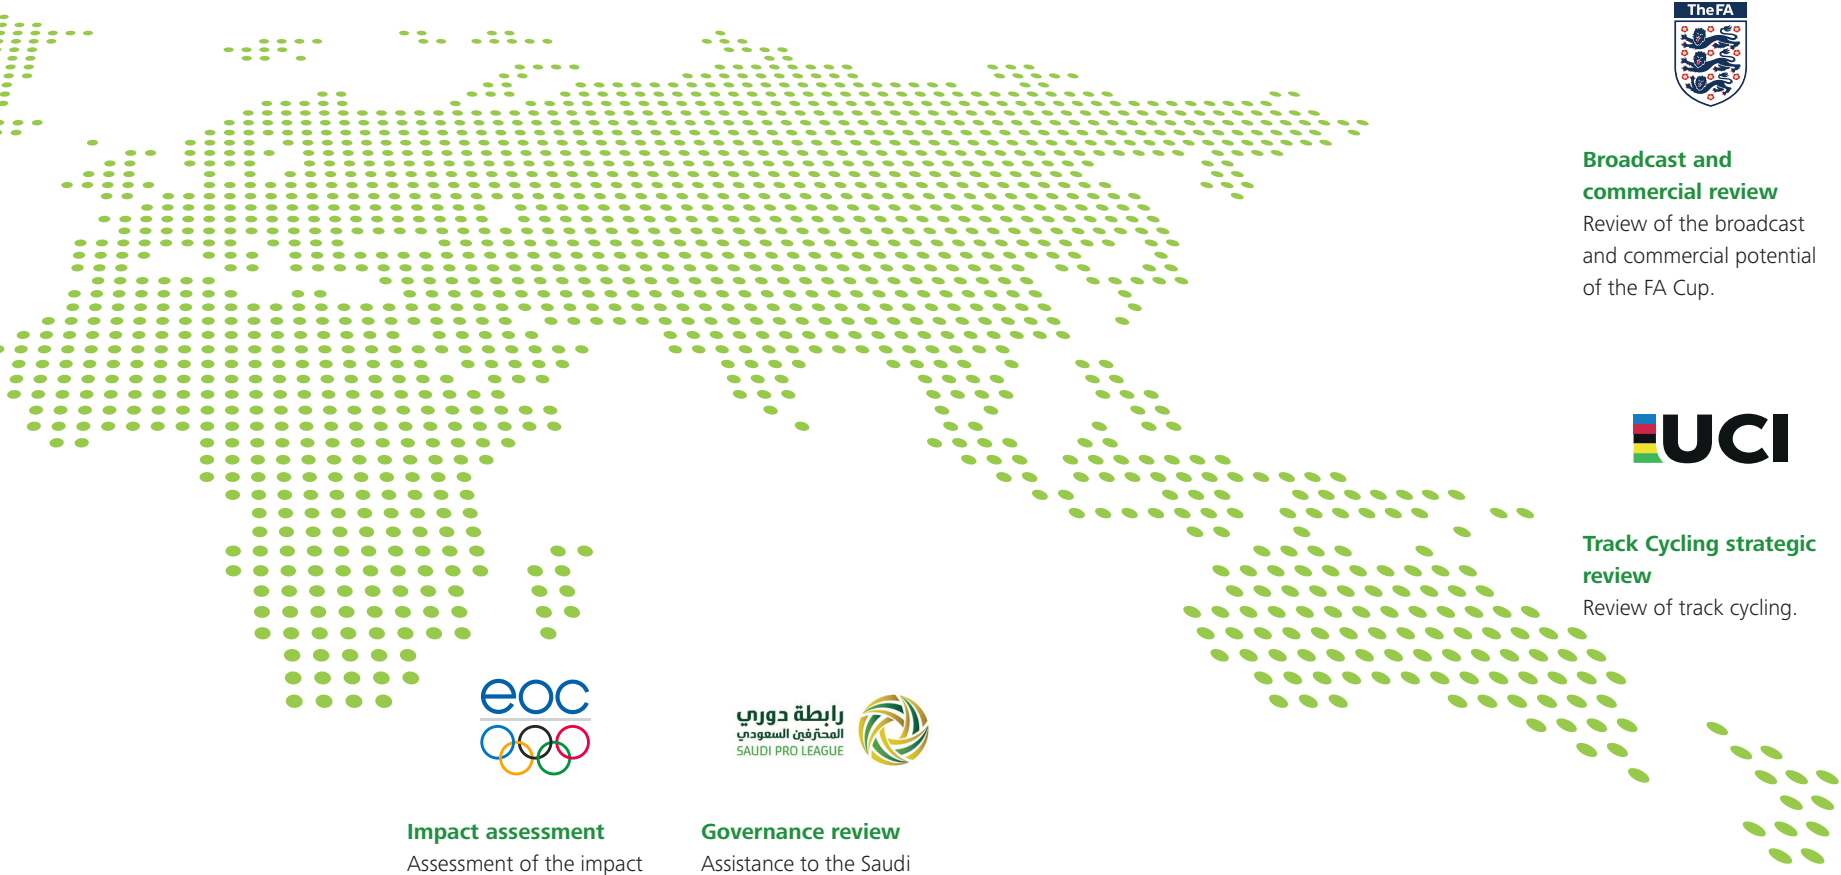 TheFA
Broadcast and
commercial review
Review of the broadcast
and commercial potential
of the FA Cup.
UCI
Track Cycling strategic
review
Review of track cycling.
eoc
رابطة دوري
المحترفين السعودي
SAUDI PRO LEAGUE
Impact assessment
Assessment of the impact
Governance review
Assistance to the Saudi